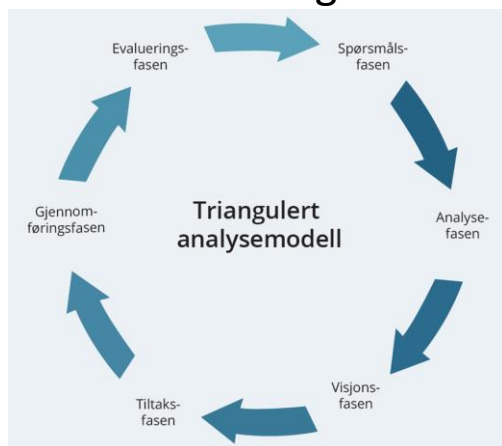 Evaluerings-
fasen
Spørsmåls-
fasen
Gjennom-
føringsfasen
Triangulert
analysemodell
Analyse-
fasen
Tiltaks-
fasen
Visjons-
fasen